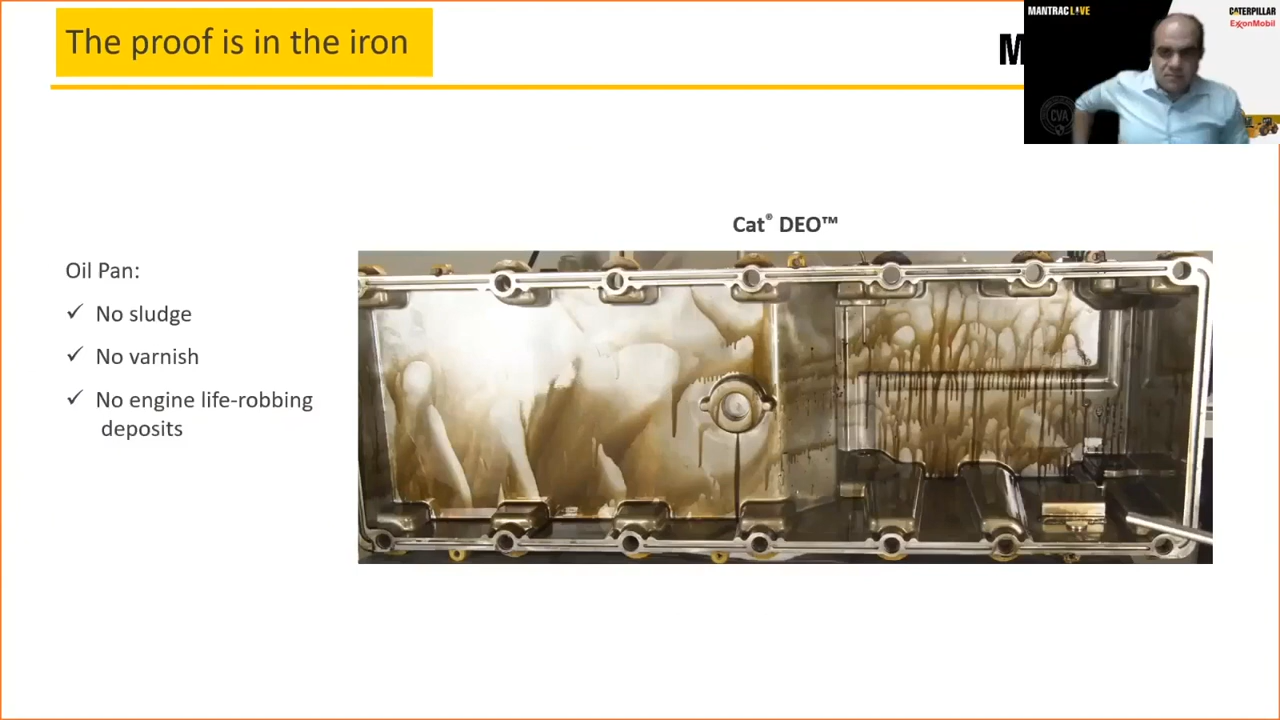 The proof is in the iron
M
MANTRAC LIVE
CATERPILLAR
ExxonMobil
CVA
Cat® DEO™
Oil Pan:
✓ No sludge
✓ No varnish
✓ No engine life-robbing
deposits